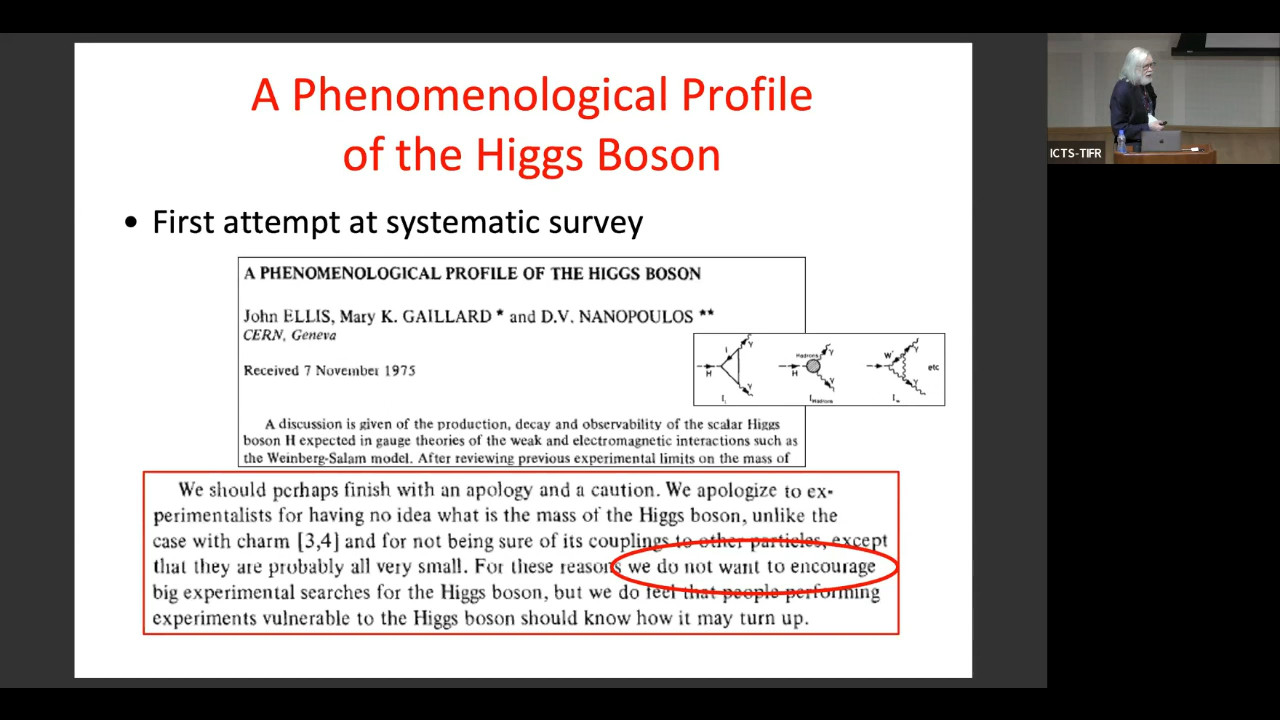 A Phenomenological Profile
of the Higgs Boson
• First attempt at systematic survey
A PHENOMENOLOGICAL PROFILE OF THE HIGGS BOSON
John ELLIS, Mary K. GAILLARD * and D.V. NANOPOULOS **
CERN, Geneva
Received 7 November 1975
A discussion is given of the production, decay and observability of the scalar Higgs
boson H expected in gauge theories of the weak and electromagnetic interactions such as
the Weinberg-Salam model. After reviewing previous experimental limits on the mass of
H
γ
γ
Hadrons
H
γ
γ
W
γ
γ
etc
We should perhaps finish with an apology and a caution. We apologize to ex-
perimentalists for having no idea what is the mass of the Higgs boson, unlike the
case with charm [3,4] and for not being sure of its couplings to other particles, except
that they are probably all very small. For these reasons we do not want to encourage
big experimental searches for the Higgs boson, but we do feel that people performing
experiments vulnerable to the Higgs boson should know how it may turn up.
ICTS-TIFR